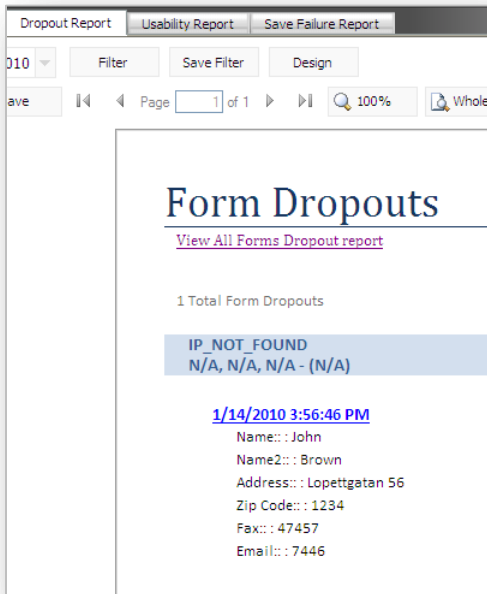 Dropout Report Usability Report Save Failure Report
010 Filter Save Filter Design
ave Page 1 of 1 100% Whole
Form Dropouts
View All Forms Dropout report
1 Total Form Dropouts
IP_NOT_FOUND
N/A, N/A, N/A - (N/A)
1/14/2010 3:56:46 PM
Name:: : John
Name2:: : Brown
Address:: : Lopettgatan 56
Zip Code:: : 1234
Fax:: : 47457
Email:: : 7446